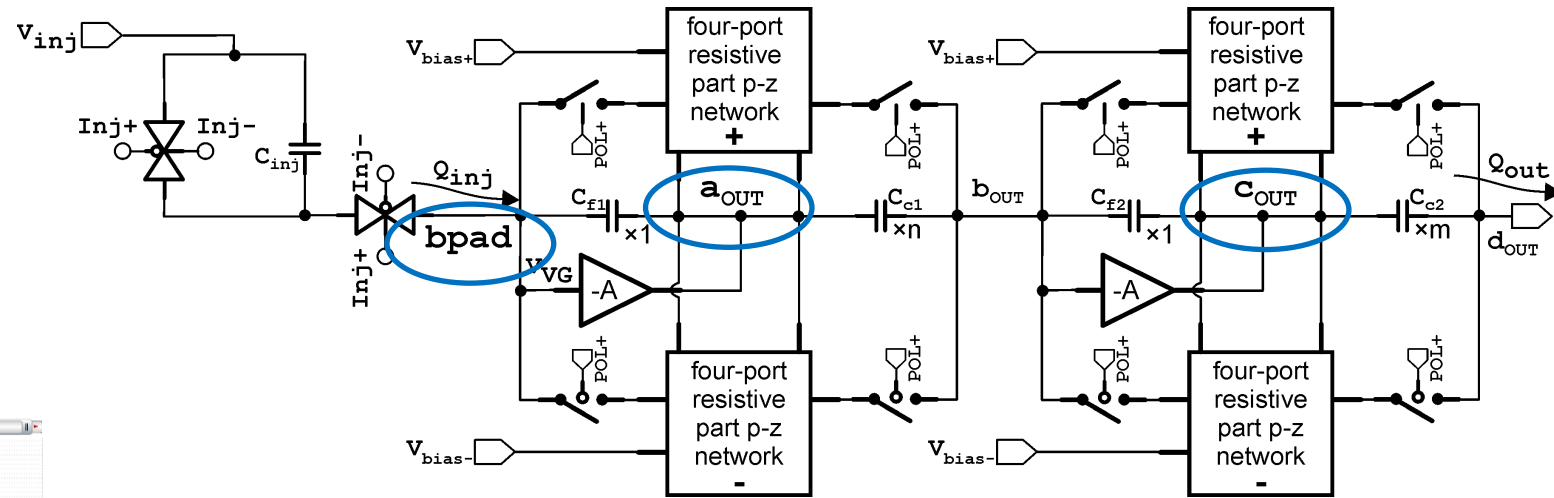 Vinj
Inj+
Inj-
Cinj
Inj-
Inj+
Qinj
bpad
VVG
Vbias+
POL+
four-port
resistive
part p-z
network
+
POL+
Cf1
×1
aOUT
Cc1
×n
bOUT
-A
POL+
four-port
resistive
part p-z
network
-
POL+
Vbias-
Vbias+
POL+
four-port
resistive
part p-z
network
+
POL+
Cf2
×1
cOUT
Cc2
×m
Qout
dOUT
-A
POL+
four-port
resistive
part p-z
network
-
POL+
Vbias-